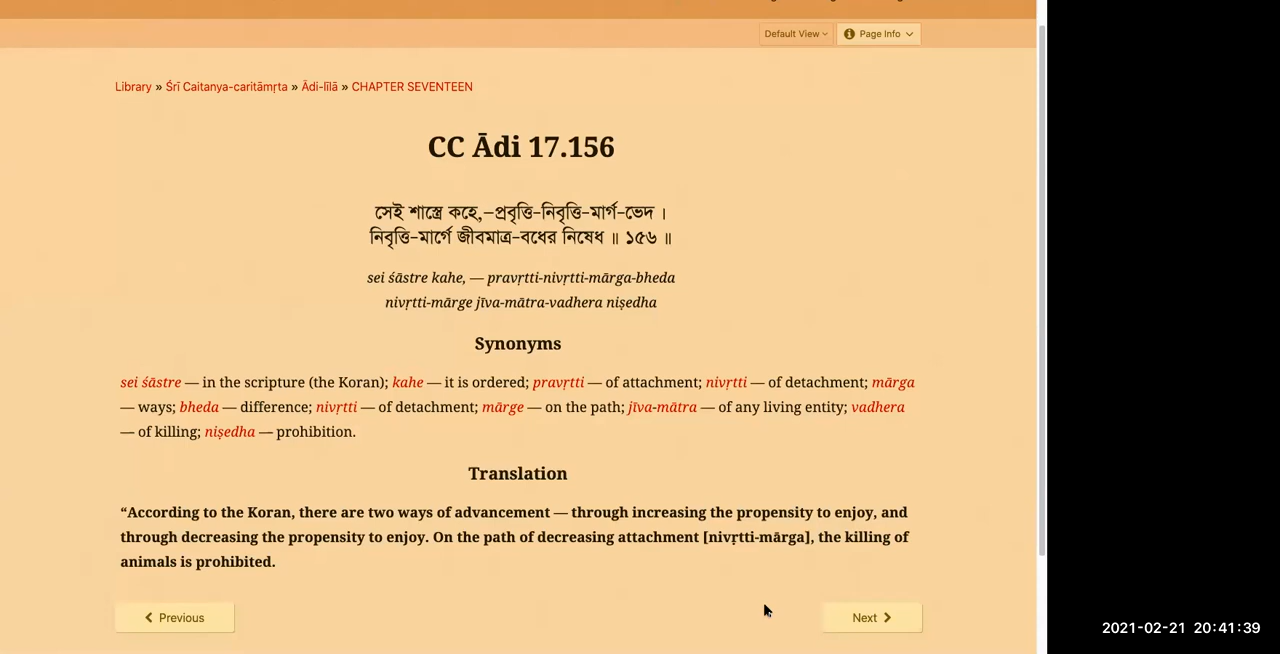 Default View
Page Info
Library » Śrī Caitanya-caritāmṛta » Ādi-līlā » CHAPTER SEVENTEEN
CC Ādi 17.156
সেই শাস্ত্রে কহে,—প্রবৃত্তি-নিবৃত্তি-মার্গ-ভেদ ।
নিবৃত্তি-মার্গে জীবমাত্র-বধের নিষেধ ॥ ১৫৬ ॥
sei śāstre kahe, — pravṛtti-nivṛtti-mārga-bheda
nivṛtti-mārge jīva-mātra-vadhera niṣedha
Synonyms
sei śāstre — in the scripture (the Koran); kahe — it is ordered; pravṛtti — of attachment; nivṛtti — of detachment; mārga
— ways; bheda — difference; nivṛtti — of detachment; mārge — on the path; jīva-mātra — of any living entity; vadhera
— of killing; niṣedha — prohibition.
Translation
“According to the Koran, there are two ways of advancement — through increasing the propensity to enjoy, and
through decreasing the propensity to enjoy. On the path of decreasing attachment [nivṛtti-mārga], the killing of
animals is prohibited.
Previous
Next
2021-02-21 20:41:39